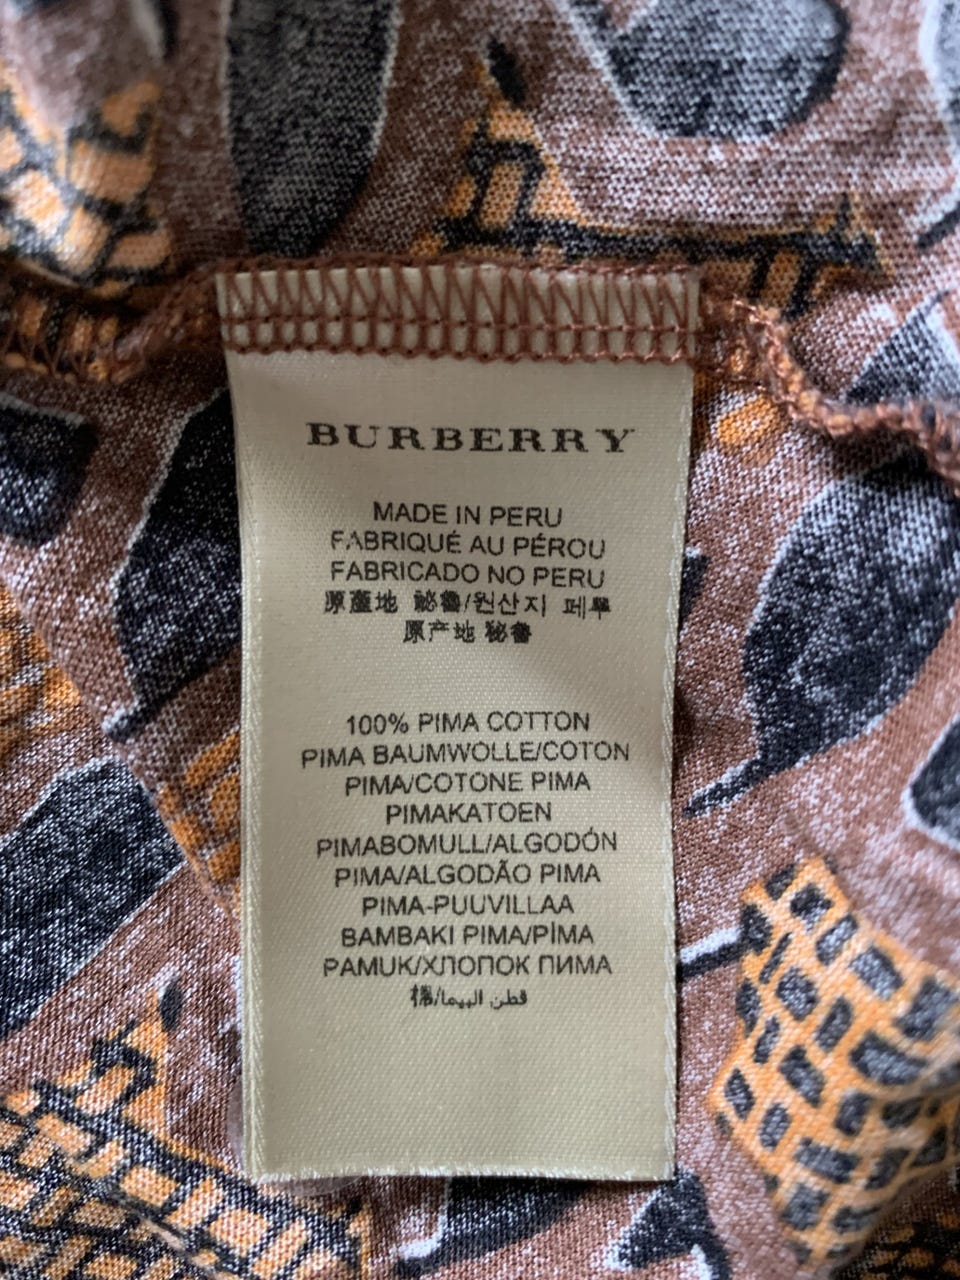 BURBERRY
MADE IN PERU
FABRIQUÉ AU PÉROU
FABRICADO NO PERU
原產地 祕魯/원산지 페루
原产地 秘鲁
100% PIMA COTTON
PIMA BAUMWOLLE/COTON
PIMA/COTONE PIMA
PIMAKATOEN
PIMABOMULL/ALGODÓN
PIMA/ALGODÃO PIMA
PIMA-PUUVILLAA
BAMBAKI PIMA/PİMA
PAMUK/ХЛОПОК ПИМА
棉/قطن البيما